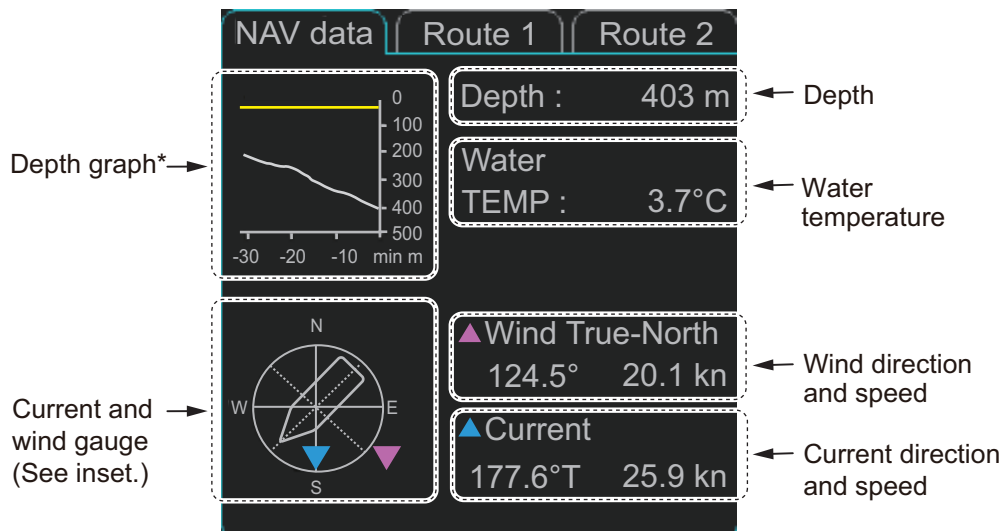 NAV data
Route 1
Route 2
Depth graph*
0
100
200
300
400
500
-30 -20 -10 min m
Depth : 403 m
Depth
Water
TEMP : 3.7°C
Water
temperature
Current and
wind gauge
(See inset.)
N
W
E
S
Wind True-North
124.5° 20.1 kn
Wind direction
and speed
Current
177.6°T 25.9 kn
Current direction
and speed